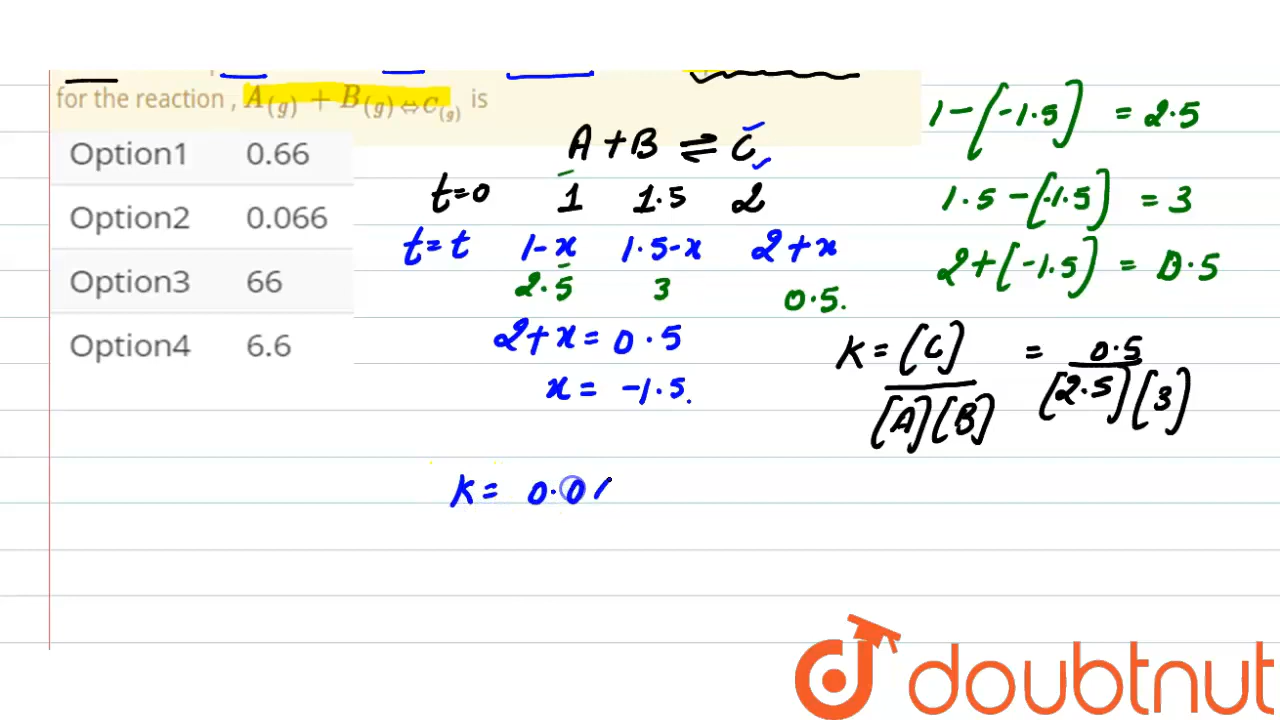 for the reaction , A(g) + B(g) ⇔ C(g) is
Option1 0.66
Option2 0.066
Option3 66
Option4 6.6
A + B ⇌ C
t=0 1 1.5 2
t=t 1-x 1.5-x 2+x
2.5 3 0.5.
2+x = 0.5
x = -1.5.
K = 0.0
1-[-1.5] = 2.5
1.5-[-1.5] = 3
2+[-1.5] = 0.5
K = [C] = 0.5
[A][B] [2.5][3]
doubtnut